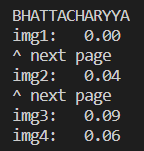 BHATTACHARYYA
img1:   0.00
^ next page
img2:   0.04
^ next page
img3:   0.09
img4:   0.06